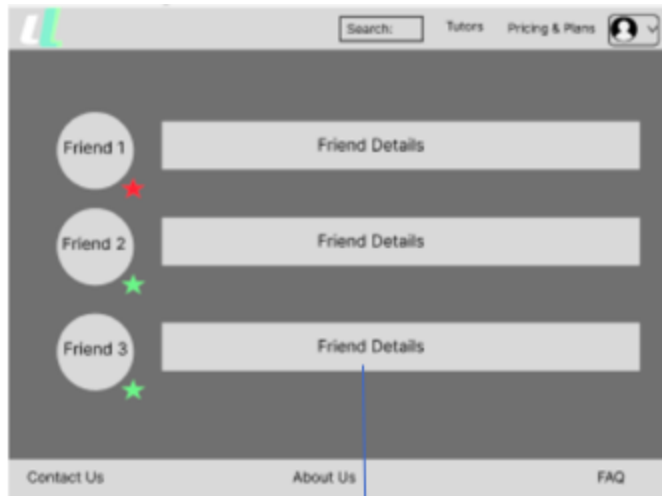 Search: Tutors Pricing & Plans
Friend 1 Friend Details
Friend 2 Friend Details
Friend 3 Friend Details
Contact Us About Us FAQ